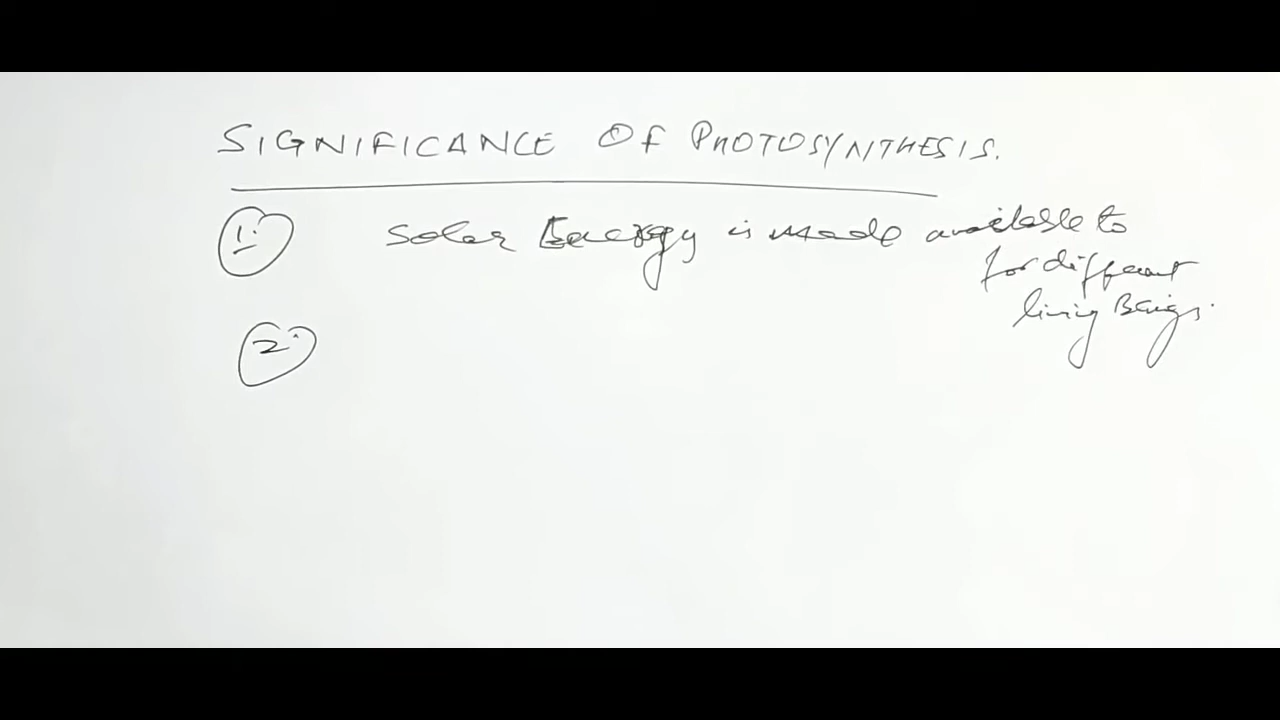 SIGNIFICANCE OF PHOTOSYNTHESIS.
1. Solar Energy is made available to
for different
living Beings.
2.